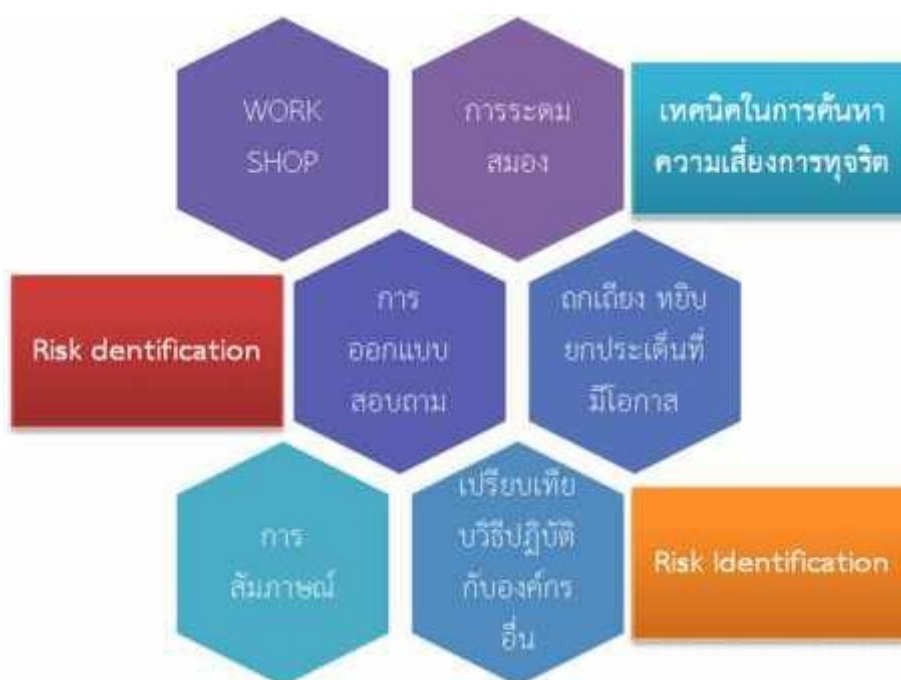 WORK
SHOP
การระดม
สมอง
เทคนิคในการค้นหา
ความเสี่ยงการทุจริต
Risk dentification
การ
ออกแบบ
สอบถาม
ถกเถียง หยิบ
ยกประเด็นที่
มีโอกาส
การ
สัมภาษณ์
เปรียบเทีย
บวิธีปฏิบัติ
กับองค์กร
อื่น
Risk Identification